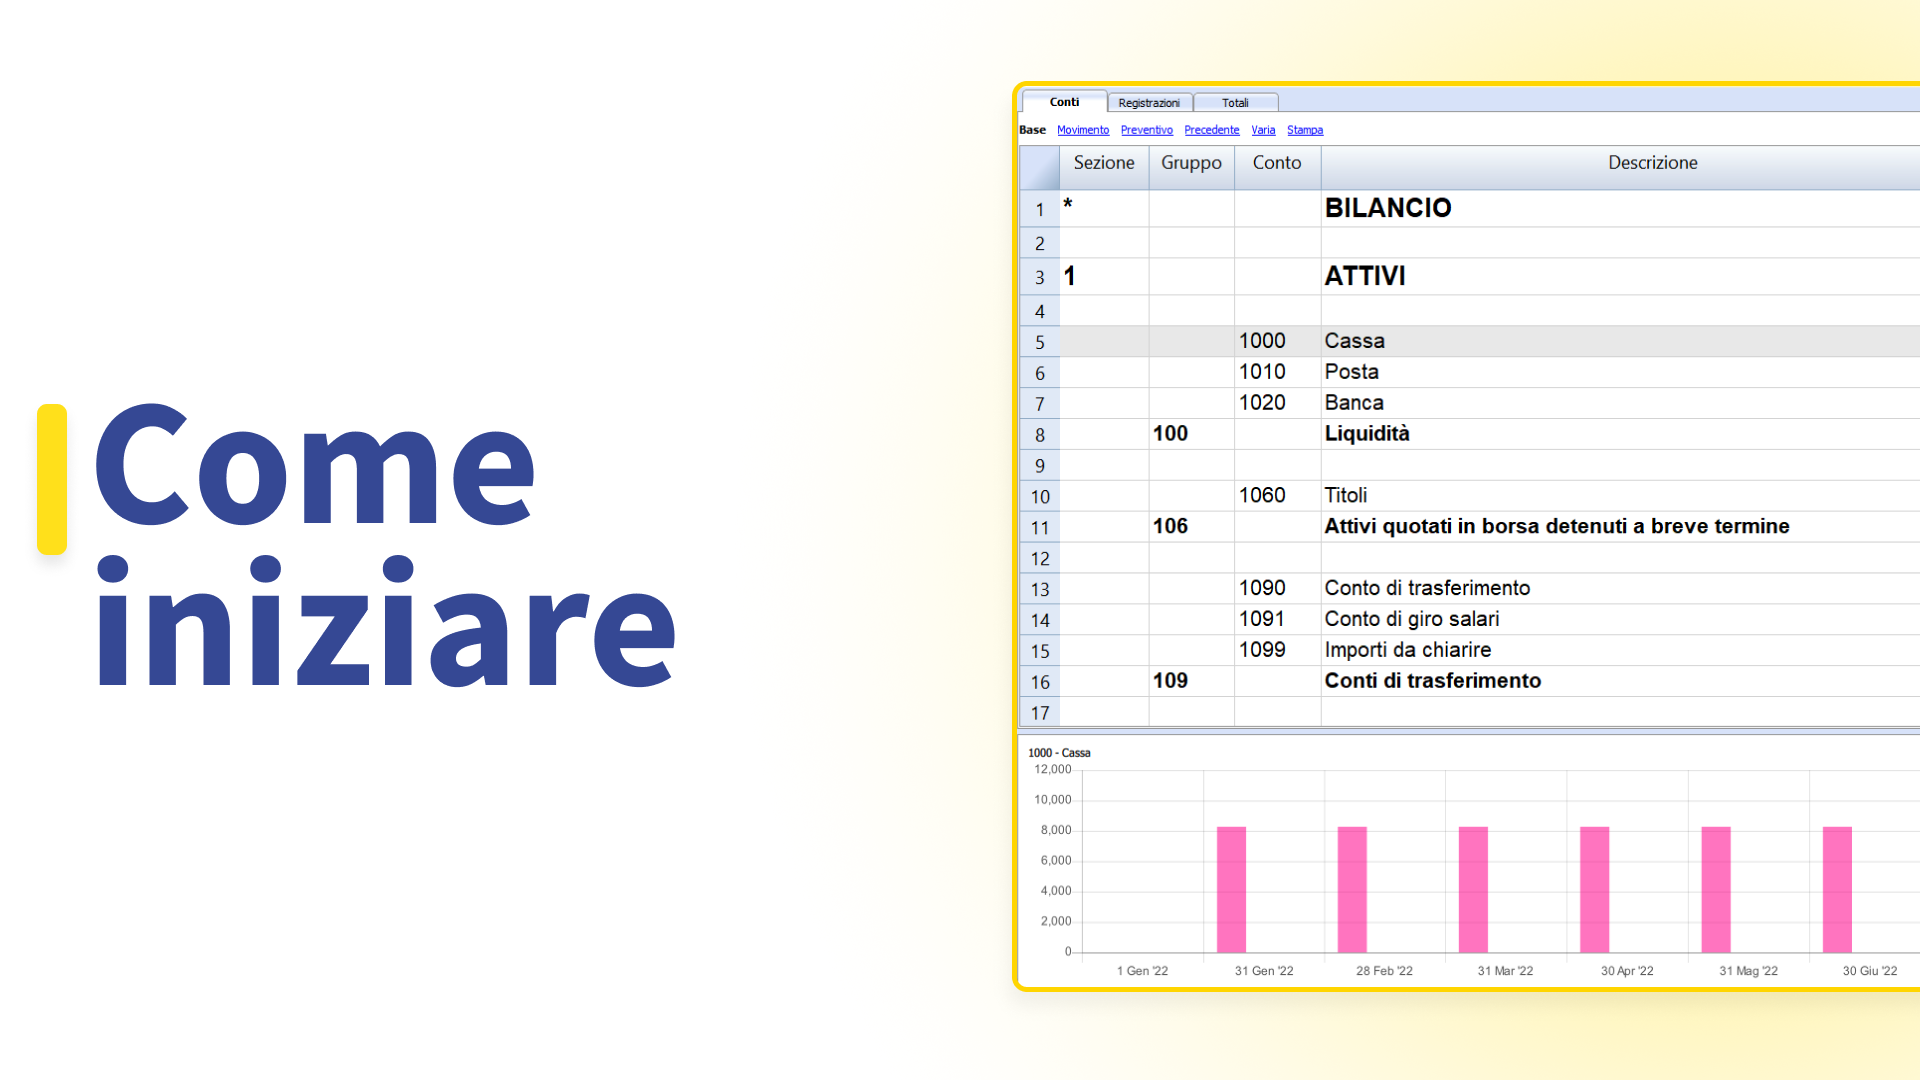 Come
iniziare
Conti Registrazioni Totali
Base Movimento Preventivo Precedente Varia Stampa
Sezione Gruppo Conto Descrizione
1 * BILANCIO
2
3 1 ATTIVI
4
5 1000 Cassa
6 1010 Posta
7 1020 Banca
8 100 Liquidità
9
10 1060 Titoli
11 106 Attivi quotati in borsa detenuti a breve termine
12
13 1090 Conto di trasferimento
14 1091 Conto di giro salari
15 1099 Importi da chiarire
16 109 Conti di trasferimento
17
1000 - Cassa
12,000
10,000
8,000
6,000
4,000
2,000
0
1 Gen '22 31 Gen '22 28 Feb '22 31 Mar '22 30 Apr '22 31 Mag '22 30 Giu '22